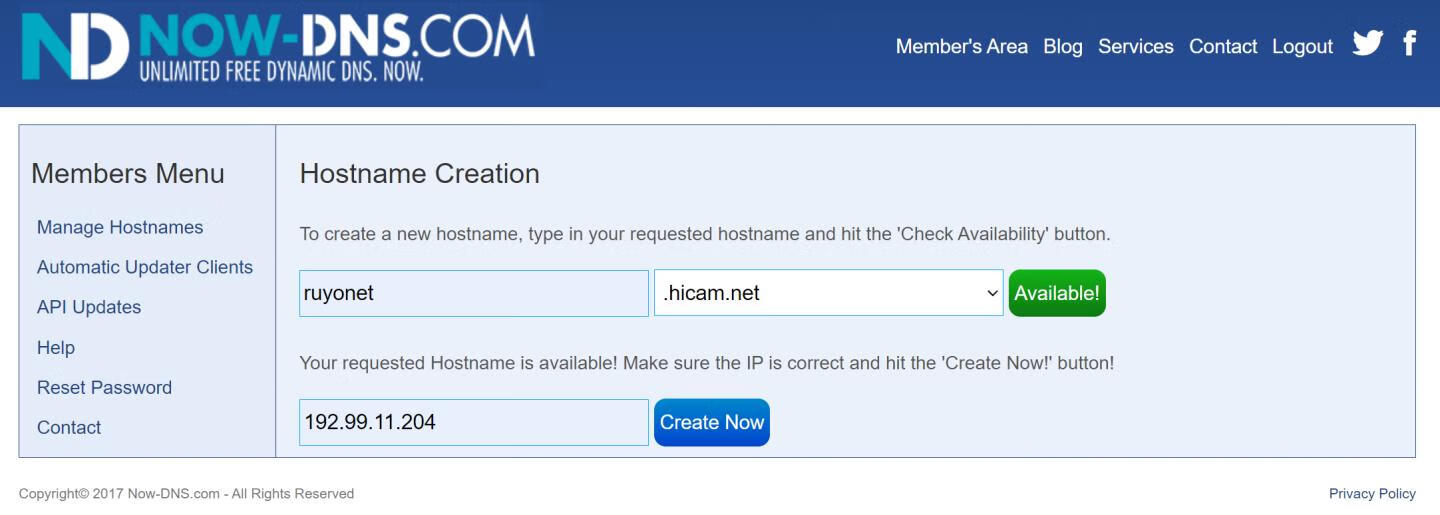 ND NOW-DNS.COM
UNLIMITED FREE DYNAMIC DNS. NOW.
Member's Area Blog Services Contact Logout
Members Menu
Manage Hostnames
Automatic Updater Clients
API Updates
Help
Reset Password
Contact
Hostname Creation
To create a new hostname, type in your requested hostname and hit the 'Check Availability' button.
ruyonet .hicam.net Available!
Your requested Hostname is available! Make sure the IP is correct and hit the 'Create Now!' button!
192.99.11.204 Create Now
Copyright© 2017 Now-DNS.com - All Rights Reserved Privacy Policy